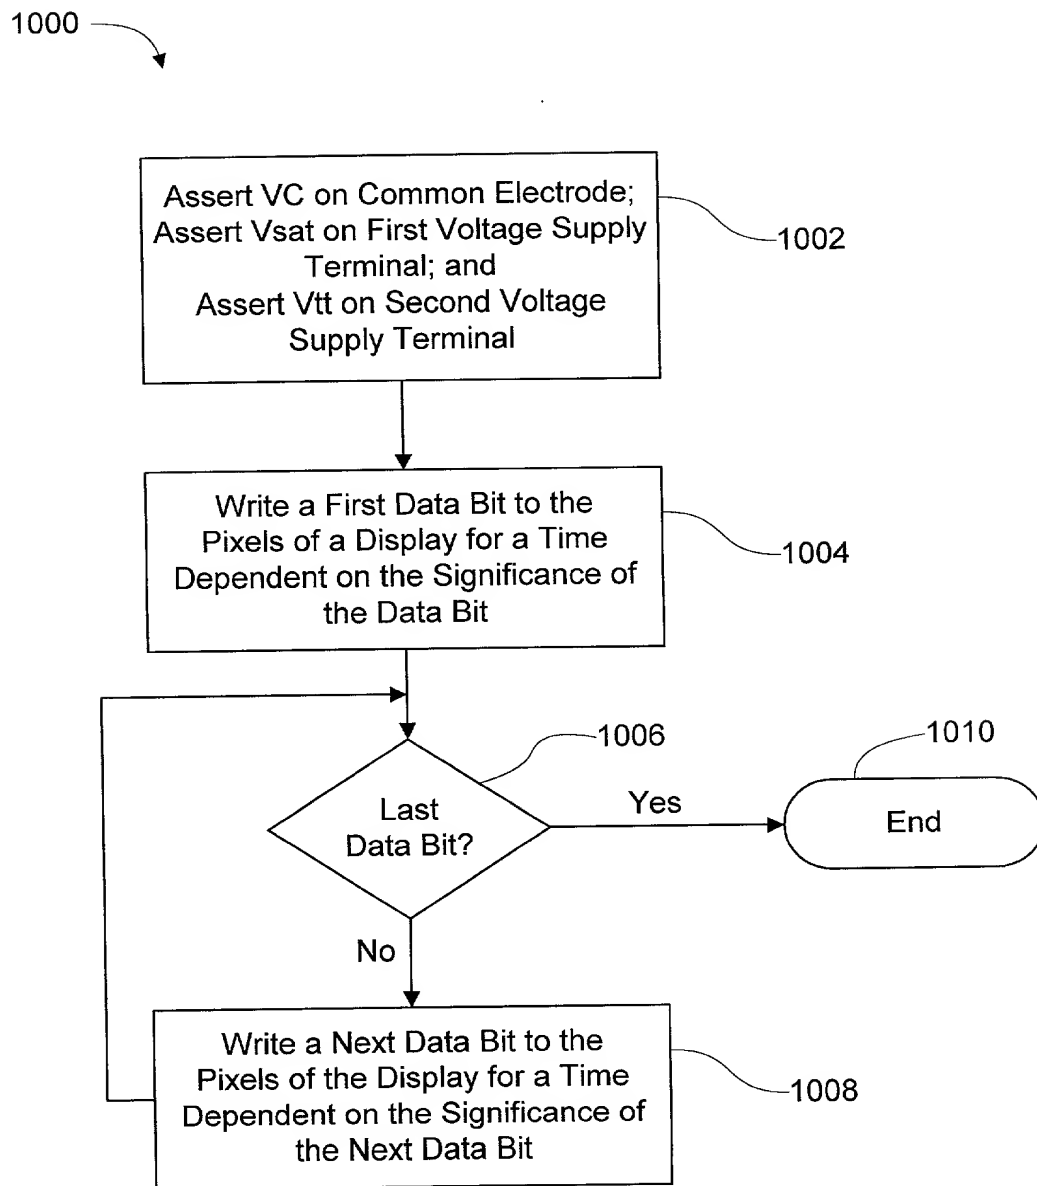 1000
Assert VC on Common Electrode;
Assert Vsat on First Voltage Supply
Terminal; and
Assert Vtt on Second Voltage
Supply Terminal
1002
Write a First Data Bit to the
Pixels of a Display for a Time
Dependent on the Significance of
the Data Bit
1004
Last
Data Bit?
1006
Yes
End
1010
No
Write a Next Data Bit to the
Pixels of the Display for a Time
Dependent on the Significance of
the Next Data Bit
1008